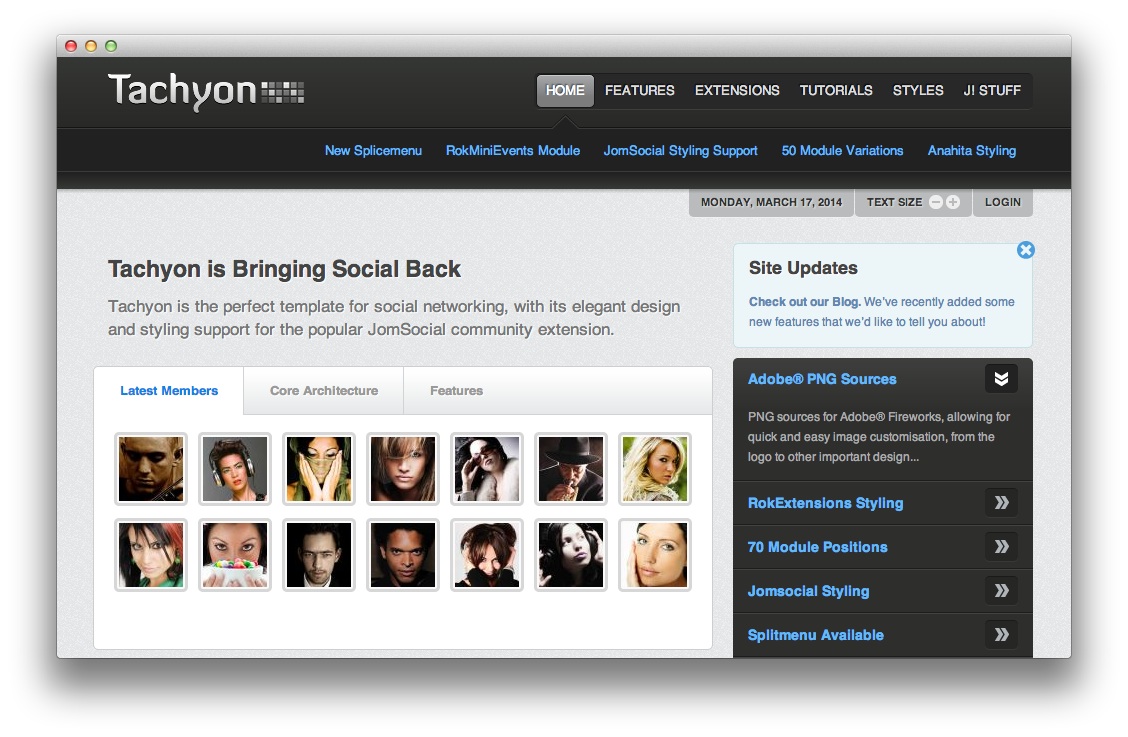 Tachyon
HOME FEATURES EXTENSIONS TUTORIALS STYLES J! STUFF
New Splicemenu RokMiniEvents Module JomSocial Styling Support 50 Module Variations Anahita Styling
MONDAY, MARCH 17, 2014 TEXT SIZE LOGIN
Tachyon is Bringing Social Back
Tachyon is the perfect template for social networking, with its elegant design
and styling support for the popular JomSocial community extension.
Latest Members Core Architecture Features
Site Updates
Check out our Blog. We've recently added some
new features that we'd like to tell you about!
Adobe® PNG Sources
PNG sources for Adobe® Fireworks, allowing for
quick and easy image customisation, from the
logo to other important design...
RokExtensions Styling
70 Module Positions
Jomsocial Styling
Splitmenu Available